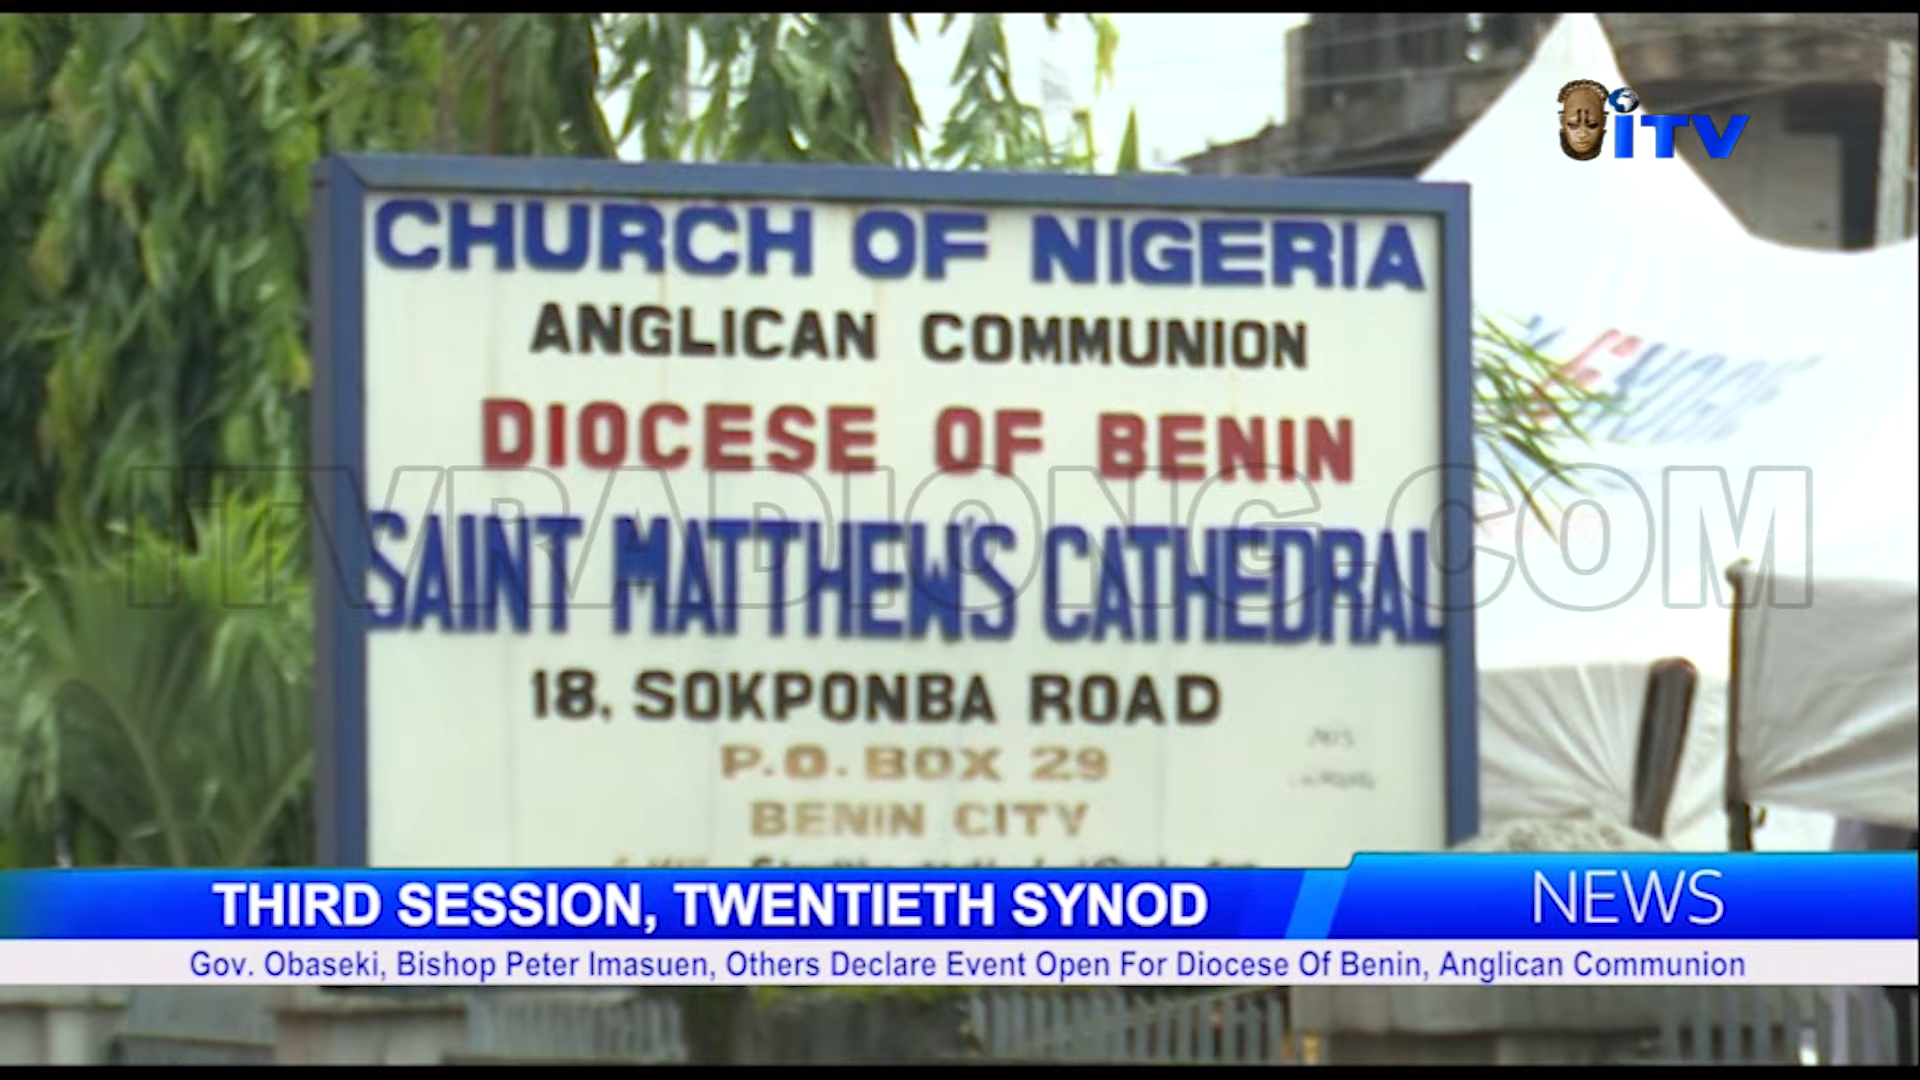 iTV
CHURCH OF NIGERIA
ANGLICAN COMMUNION
DIOCESE OF BENIN
ITVRADIONG.COM
SAINT MATTHEW'S CATHEDRAL
18, SOKPONBA ROAD
P.O. BOX 29
BENIN CITY
THIRD SESSION, TWENTIETH SYNOD
NEWS
Gov. Obaseki, Bishop Peter Imasuen, Others Declare Event Open For Diocese Of Benin, Anglican Communion